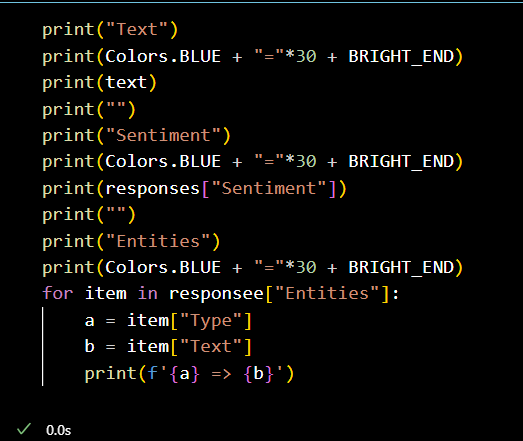 print("Text")
print(Colors.BLUE + "="*30 + BRIGHT_END)
print(text)
print("")
print("Sentiment")
print(Colors.BLUE + "="*30 + BRIGHT_END)
print(responses["Sentiment"])
print("")
print("Entities")
print(Colors.BLUE + "="*30 + BRIGHT_END)
for item in responsee["Entities"]:
    a = item["Type"]
    b = item["Text"]
    print(f'{a} => {b}')
0.0s